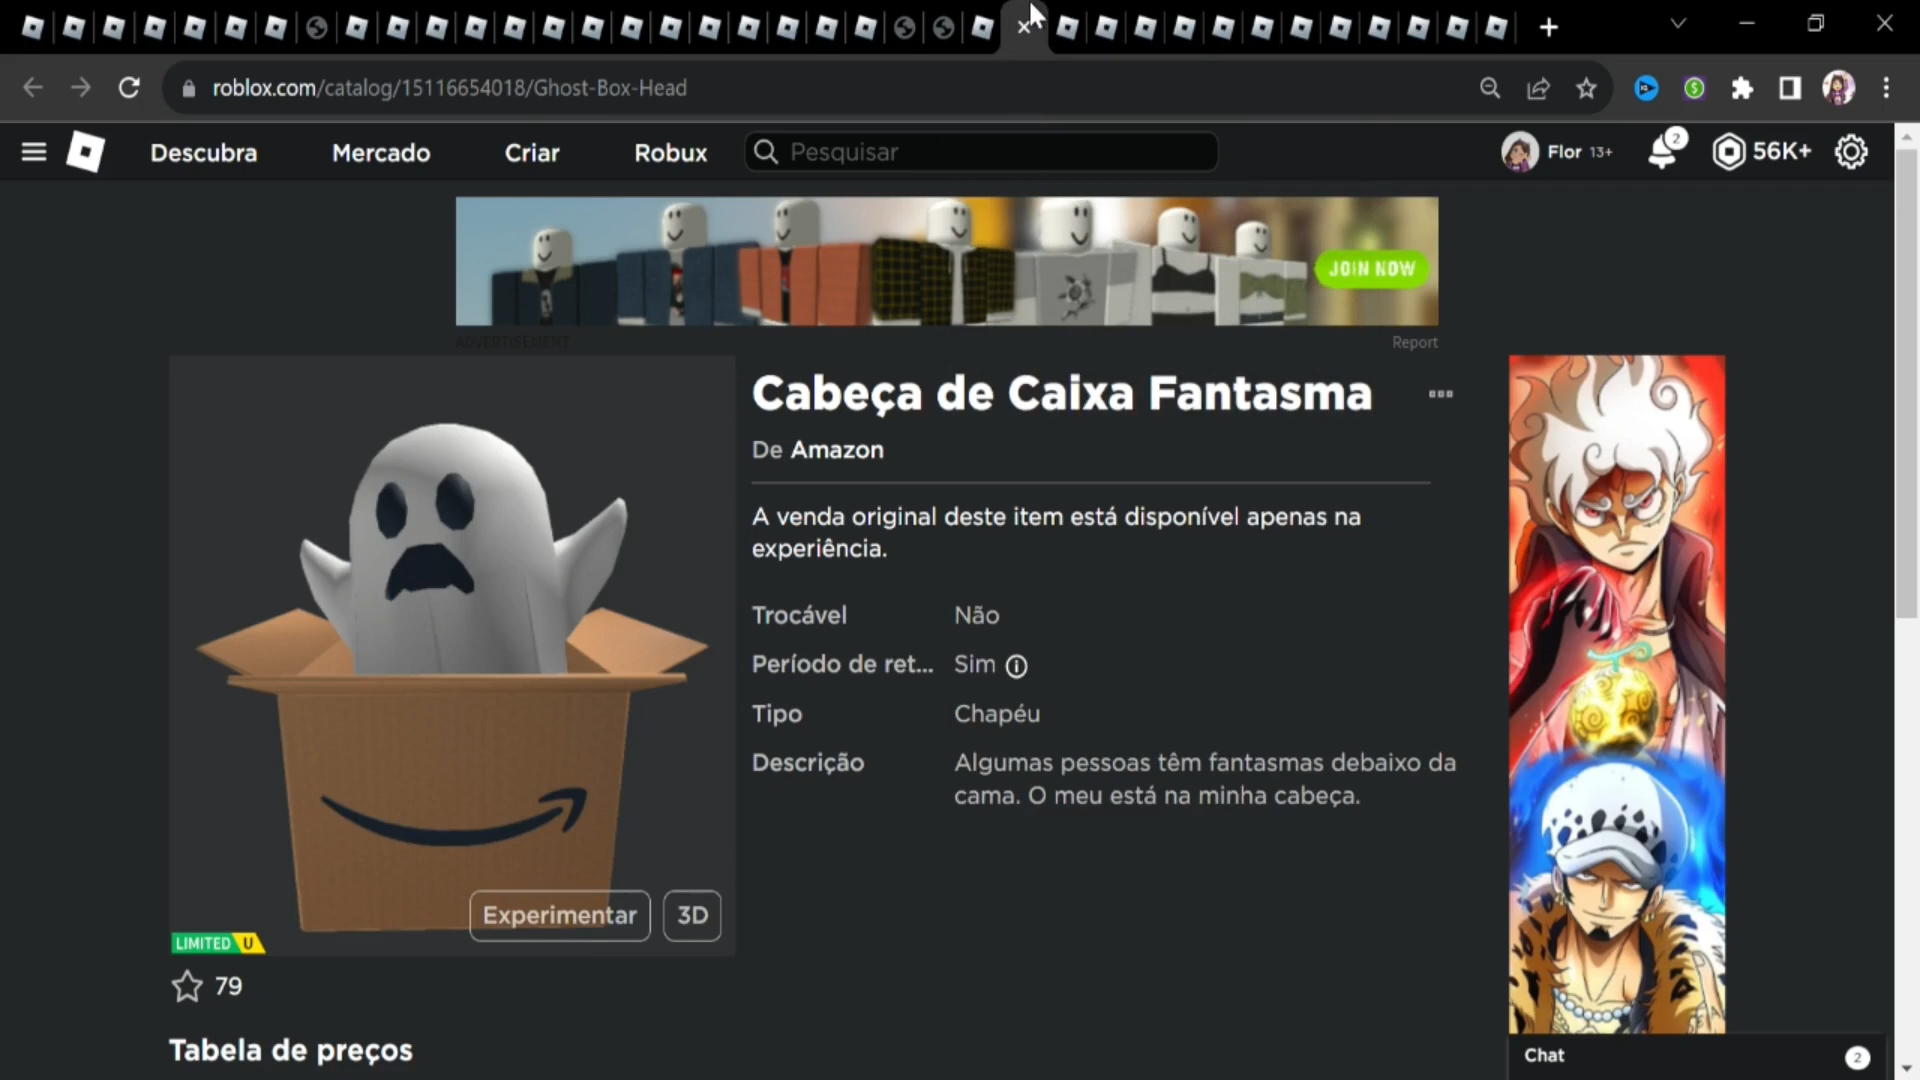 roblox.com/catalog/15116654018/Ghost-Box-Head
Descubra
Mercado
Criar
Robux
Pesquisar
Flor 13+
2
56K+
JOIN NOW
ADVERTISEMENT
Report
Cabeça de Caixa Fantasma
De Amazon
A venda original deste item está disponível apenas na
experiência.
Trocável Não
Período de ret... Sim
Tipo Chapéu
Descrição Algumas pessoas têm fantasmas debaixo da
cama. O meu está na minha cabeça.
Experimentar
3D
LIMITED U
79
Tabela de preços
Chat
2